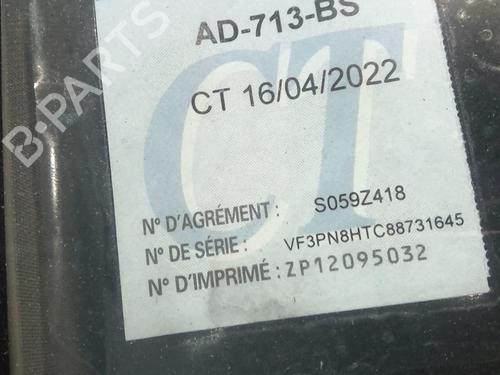 AD-713-BS
CT 16/04/2022
CT
N° D'AGRÉMENT : S059Z418
N° DE SÉRIE : VF3PN8HTC88731645
N° D'IMPRIMÉ : ZP12095032
B-PARTS